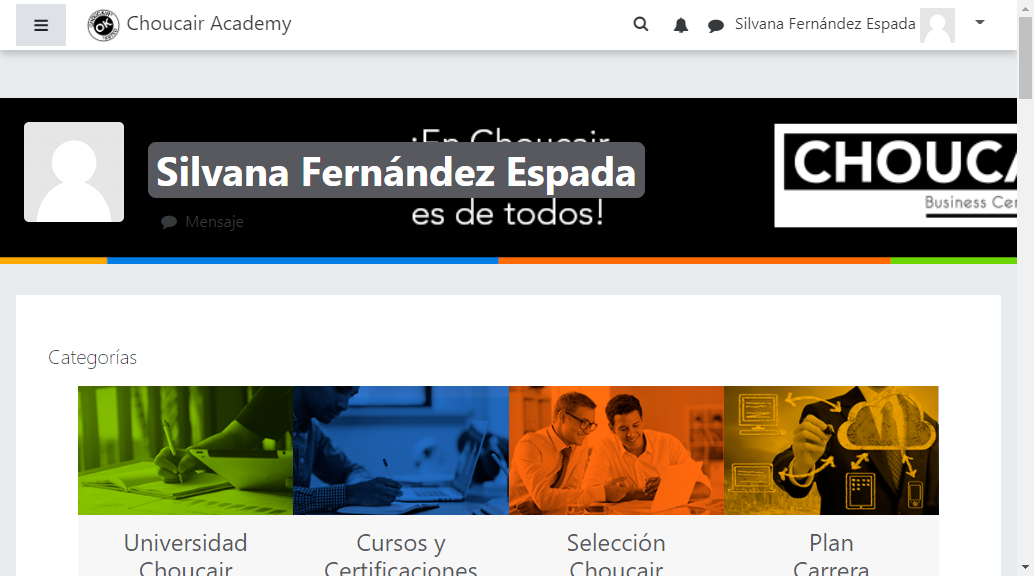 Choucair Academy
Silvana Fernández Espada
¡En Choucair
Silvana Fernández Espada
es de todos!
Mensaje
CHOUCA
Business Cen
Categorías
Universidad
Choucair
Cursos y
Certificaciones
Selección
Choucair
Plan
Carrera